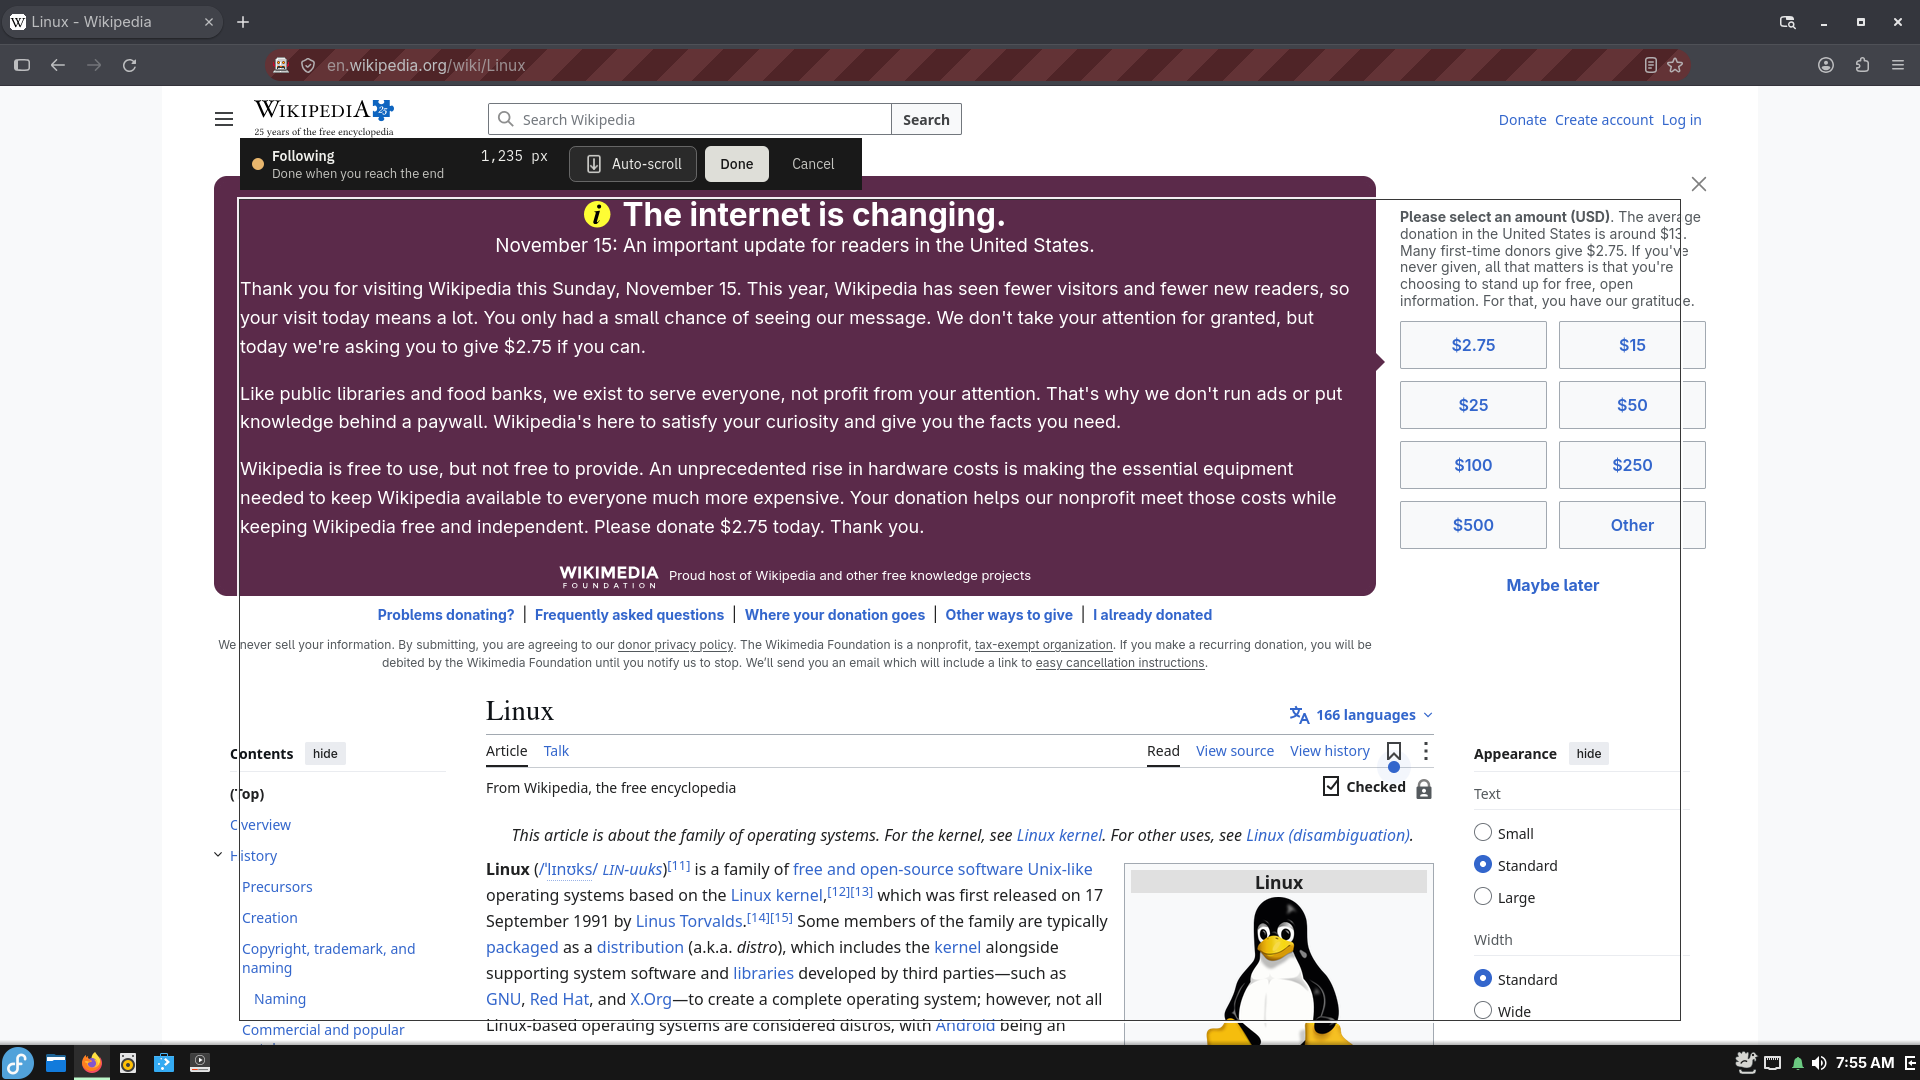 Linux - Wikipedia
en.wikipedia.org/wiki/Linux
WIKIPEDIA 25
25 years of the free encyclopedia
Search Wikipedia
Search
Donate Create account Log in
Following
Done when you reach the end
1,235 px
Auto-scroll
Done
Cancel
i The internet is changing.
November 15: An important update for readers in the United States.
Thank you for visiting Wikipedia this Sunday, November 15. This year, Wikipedia has seen fewer visitors and fewer new readers, so
your visit today means a lot. You only had a small chance of seeing our message. We don't take your attention for granted, but
today we're asking you to give $2.75 if you can.
Like public libraries and food banks, we exist to serve everyone, not profit from your attention. That's why we don't run ads or put
knowledge behind a paywall. Wikipedia's here to satisfy your curiosity and give you the facts you need.
Wikipedia is free to use, but not free to provide. An unprecedented rise in hardware costs is making the essential equipment
needed to keep Wikipedia available to everyone much more expensive. Your donation helps our nonprofit meet those costs while
keeping Wikipedia free and independent. Please donate $2.75 today. Thank you.
WIKIMEDIA
FOUNDATION
Proud host of Wikipedia and other free knowledge projects
Please select an amount (USD). The average
donation in the United States is around $13.
Many first-time donors give $2.75. If you've
never given, all that matters is that you're
choosing to stand up for free, open
information. For that, you have our gratitude.
$2.75 $15
$25 $50
$100 $250
$500 Other
Maybe later
Problems donating? | Frequently asked questions | Where your donation goes | Other ways to give | I already donated
We never sell your information. By submitting, you are agreeing to our donor privacy policy. The Wikimedia Foundation is a nonprofit, tax-exempt organization. If you make a recurring donation, you will be
debited by the Wikimedia Foundation until you notify us to stop. We'll send you an email which will include a link to easy cancellation instructions.
Contents hide
(Top)
Overview
History
Precursors
Creation
Copyright, trademark, and
naming
Naming
Commercial and popular
Linux
166 languages
Article Talk
Read View source View history
From Wikipedia, the free encyclopedia
Checked
This article is about the family of operating systems. For the kernel, see Linux kernel. For other uses, see Linux (disambiguation).
Linux (/ˈlɪnʊks/ LIN-uuks)[11] is a family of free and open-source software Unix-like
operating systems based on the Linux kernel,[12][13] which was first released on 17
September 1991 by Linus Torvalds.[14][15] Some members of the family are typically
packaged as a distribution (a.k.a. distro), which includes the kernel alongside
supporting system software and libraries developed by third parties—such as
GNU, Red Hat, and X.Org—to create a complete operating system; however, not all
Linux-based operating systems are considered distros, with Android being an
Linux
Appearance hide
Text
Small
Standard
Large
Width
Standard
Wide
7:55 AM